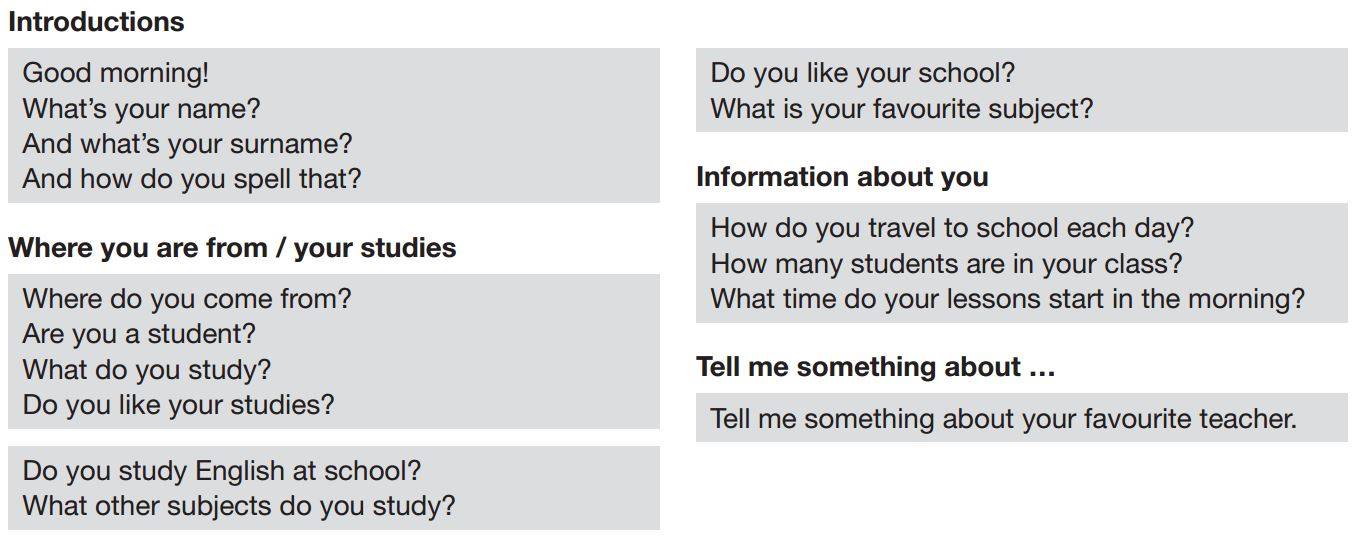 Introductions
Good morning!
What’s your name?
And what’s your surname?
And how do you spell that?
Where you are from / your studies
Where do you come from?
Are you a student?
What do you study?
Do you like your studies?
Do you study English at school?
What other subjects do you study?
Do you like your school?
What is your favourite subject?
Information about you
How do you travel to school each day?
How many students are in your class?
What time do your lessons start in the morning?
Tell me something about …
Tell me something about your favourite teacher.